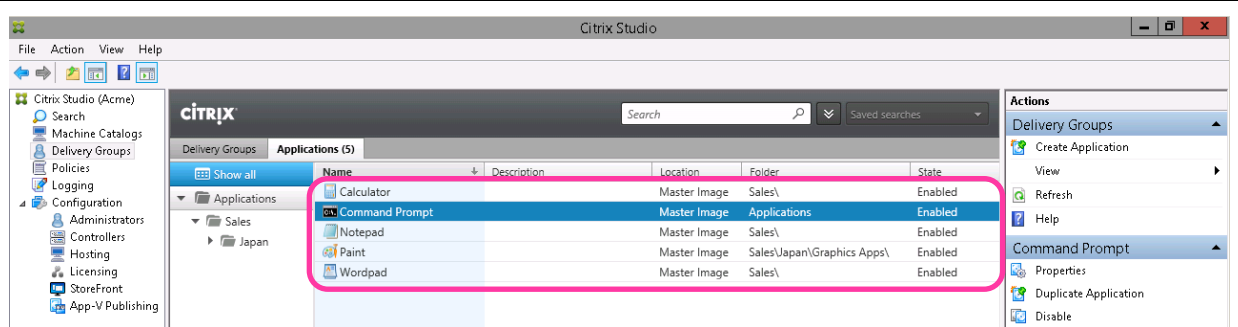 Citrix Studio
File Action View Help
Citrix Studio (Acme)
Search
Machine Catalogs
Delivery Groups
Policies
Logging
Configuration
Administrators
Controllers
Hosting
Licensing
StoreFront
App-V Publishing
CITRIX
Search
Saved searches
Delivery Groups Applications (5)
Show all
Applications
Sales
Japan
Name Description Location Folder State
Calculator Master Image Sales\ Enabled
Command Prompt Master Image Applications Enabled
Notepad Master Image Sales\ Enabled
Paint Master Image Sales\Japan\Graphics Apps\ Enabled
Wordpad Master Image Sales\ Enabled
Actions
Delivery Groups
Create Application
View
Refresh
Help
Command Prompt
Properties
Duplicate Application
Disable